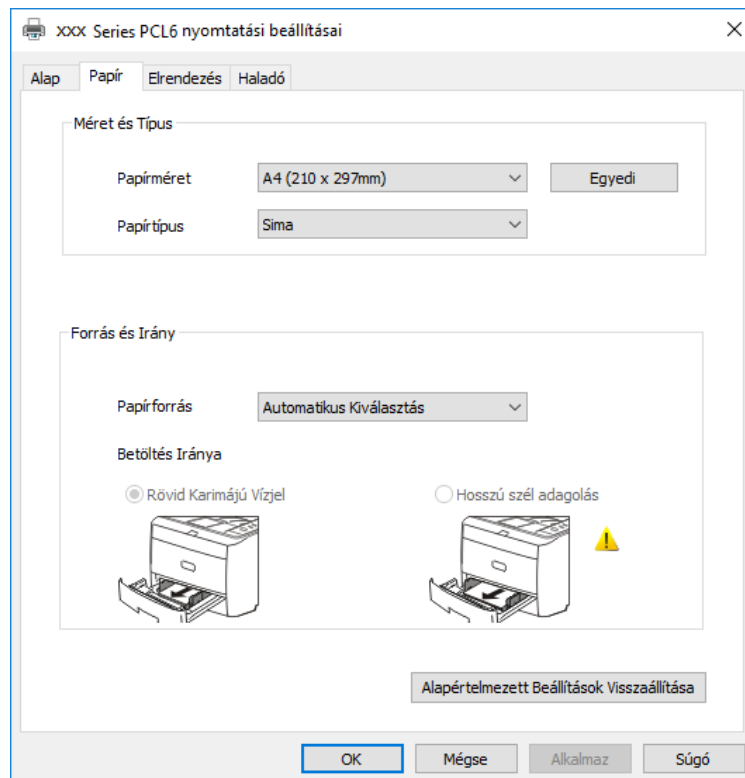 xxx Series PCL6 nyomtatási beállításai
Alap Papír Elrendezés Haladó
Méret és Típus
Papírméret A4 (210 x 297mm) Egyedi
Papírtípus Sima
Forrás és Irány
Papírforrás Automatikus Kiválasztás
Betöltés Iránya
Rövid Karimájú Vízjel Hosszú szél adagolás
Alapértelmezett Beállítások Visszaállítása
OK Mégse Alkalmaz Súgó